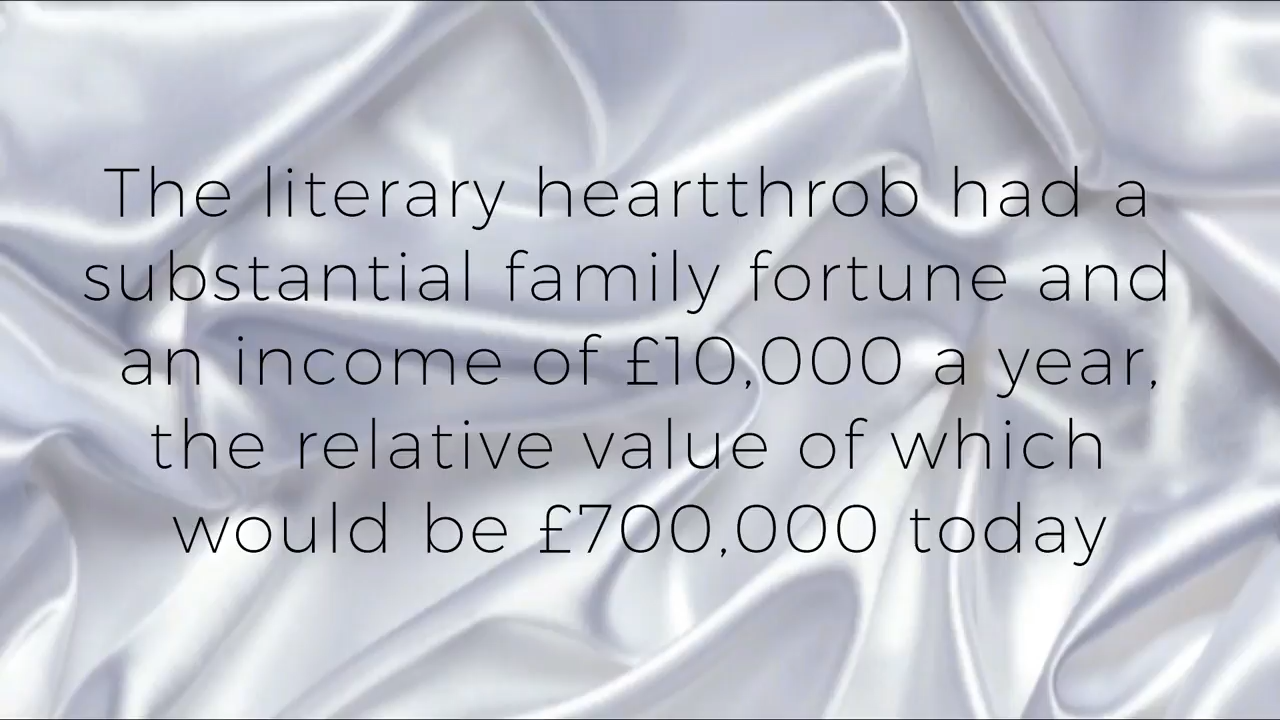 The literary heartthrob had a
substantial family fortune and
an income of £10,000 a year,
the relative value of which
would be £700,000 today